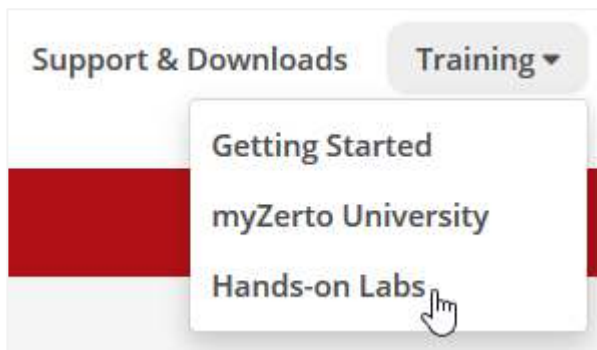 Support & Downloads Training
Getting Started
myZerto University
Hands-on Labs